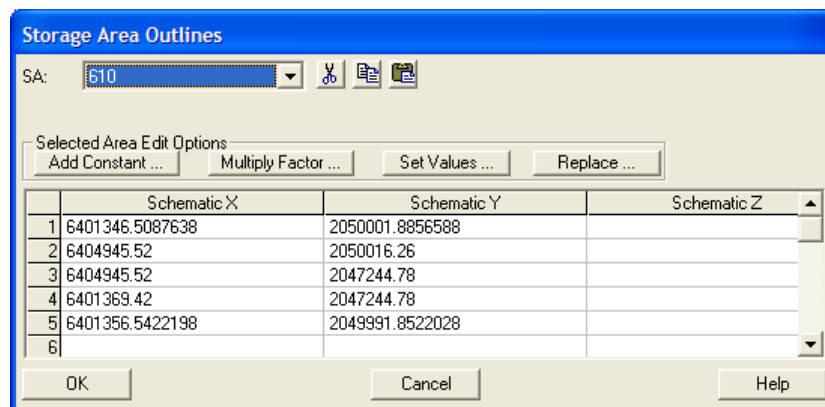 Storage Area Outlines
SA: 610
Selected Area Edit Options
Add Constant ... Multiply Factor ... Set Values ... Replace ...
Schematic X Schematic Y Schematic Z
1 6401346.5087638 2050001.8856588
2 6404945.52 2050016.26
3 6404945.52 2047244.78
4 6401369.42 2047244.78
5 6401356.5422198 2049991.8522028
6
OK Cancel Help